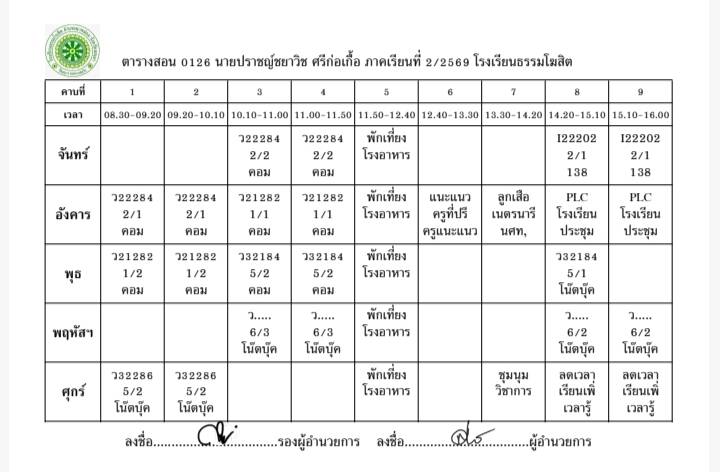 ตารางสอน 0126 นายปราชญ์ชยาวิช ศรีก่อเกื้อ ภาคเรียนที่ 2/2569 โรงเรียนธรรมโฆสิต
คาบที่ 1 2 3 4 5 6 7 8 9
เวลา 08.30-09.20 09.20-10.10 10.10-11.00 11.00-11.50 11.50-12.40 12.40-13.30 13.30-14.20 14.20-15.10 15.10-16.00
ว22284 ว22284 พักเที่ยง I22202 I22202
จันทร์ 2/2 2/2 โรงอาหาร 2/1 2/1
คอม คอม 138 138
ว22284 ว22284 ว21282 ว21282 พักเที่ยง แนะแนว ลูกเสือ PLC PLC
อังคาร 2/1 2/1 1/1 1/1 โรงอาหาร ครูที่ปรึ เนตรนารี โรงเรียน โรงเรียน
คอม คอม คอม คอม ครูแนะแนว นศท, ประชุม ประชุม
ว21282 ว21282 ว32184 ว32184 พักเที่ยง ว32184
พุธ 1/2 1/2 5/2 5/2 โรงอาหาร 5/1
คอม คอม คอม คอม โน๊ตบุ๊ค
ว..... ว..... พักเที่ยง ว..... ว.....
พฤหัสฯ 6/3 6/3 โรงอาหาร 6/2 6/2
โน๊ตบุ๊ค โน๊ตบุ๊ค โน๊ตบุ๊ค โน๊ตบุ๊ค
ว32286 ว32286 พักเที่ยง ชุมนุม ลดเวลา ลดเวลา
ศุกร์ 5/2 5/2 โรงอาหาร วิชาการ เรียนเพิ่ เรียนเพิ่
โน๊ตบุ๊ค โน๊ตบุ๊ค เวลารู้ เวลารู้
ลงชื่อ..............................รองผู้อำนวยการ ลงชื่อ..............................ผู้อำนวยการ